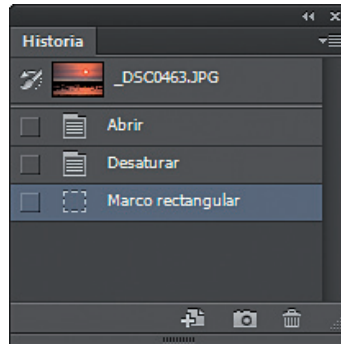 Historia
_DSC0463.JPG
Abrir
Desaturar
Marco rectangular